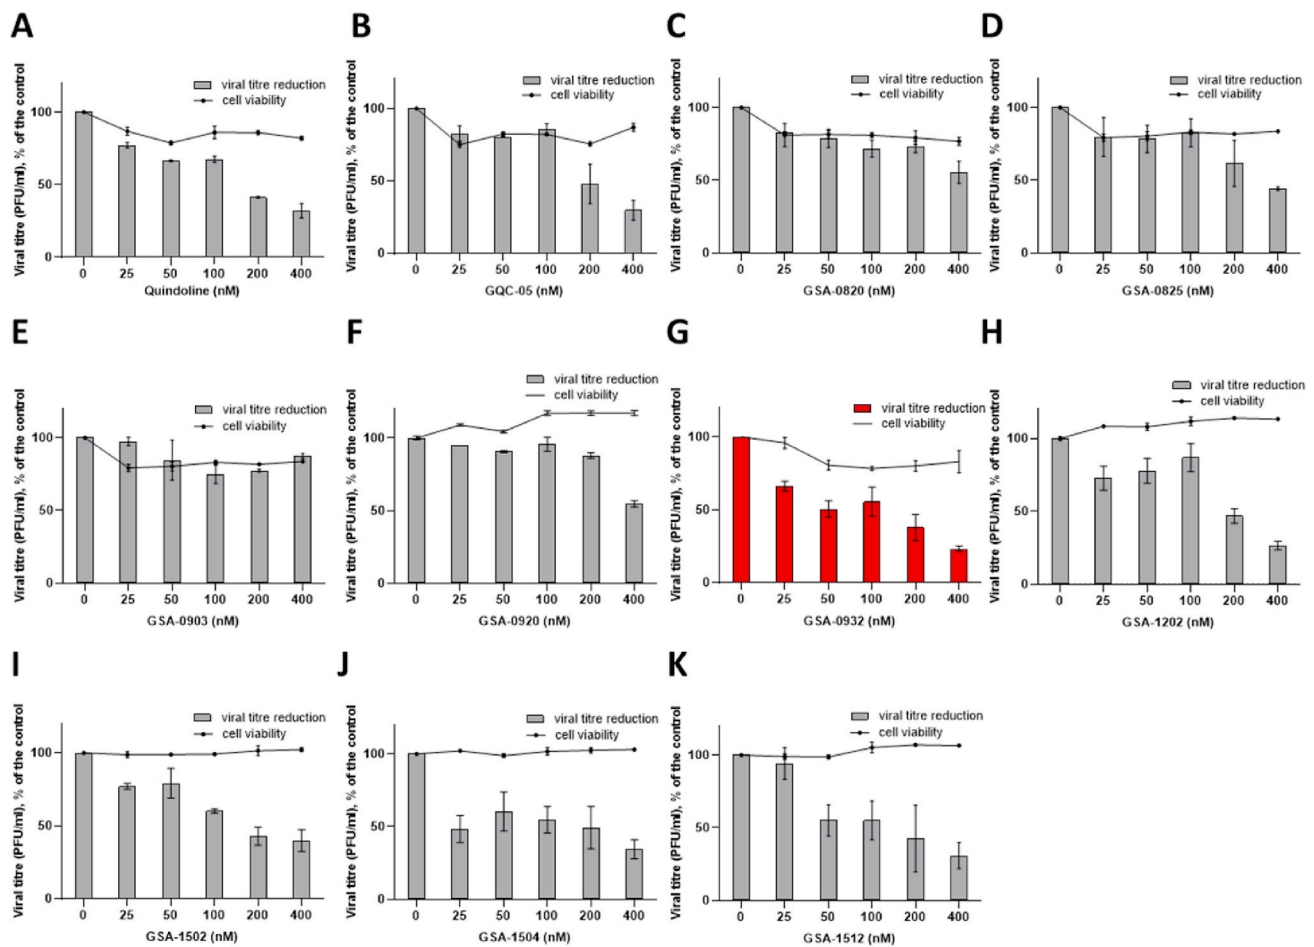 A
viral titre reduction
cell viability
Viral titre (PFU/ml), % of the control
100
50
0
0 25 50 100 200 400
Quindoline (nM)
B
viral titre reduction
cell viability
Viral titre (PFU/ml), % of the control
100
50
0
0 25 50 100 200 400
GQC-05 (nM)
C
viral titre reduction
cell viability
Viral titre (PFU/ml), % of the control
100
50
0
0 25 50 100 200 400
GSA-0820 (nM)
D
viral titre reduction
cell viability
Viral titre (PFU/ml), % of the control
100
50
0
0 25 50 100 200 400
GSA-0825 (nM)
E
viral titre reduction
cell viability
Viral titre (PFU/ml), % of the control
100
50
0
0 25 50 100 200 400
GSA-0903 (nM)
F
viral titre reduction
cell viability
Viral titre (PFU/ml), % of the control
100
50
0
0 25 50 100 200 400
GSA-0920 (nM)
G
viral titre reduction
cell viability
Viral titre (PFU/ml), % of the control
100
50
0
0 25 50 100 200 400
GSA-0932 (nM)
H
viral titre reduction
cell viability
Viral titre (PFU/ml), % of the control
100
50
0
0 25 50 100 200 400
GSA-1202 (nM)
I
viral titre reduction
cell viability
Viral titre (PFU/ml), % of the control
100
50
0
0 25 50 100 200 400
GSA-1502 (nM)
J
viral titre reduction
cell viability
Viral titre (PFU/ml), % of the control
100
50
0
0 25 50 100 200 400
GSA-1504 (nM)
K
viral titre reduction
cell viability
Viral titre (PFU/ml), % of the control
100
50
0
0 25 50 100 200 400
GSA-1512 (nM)